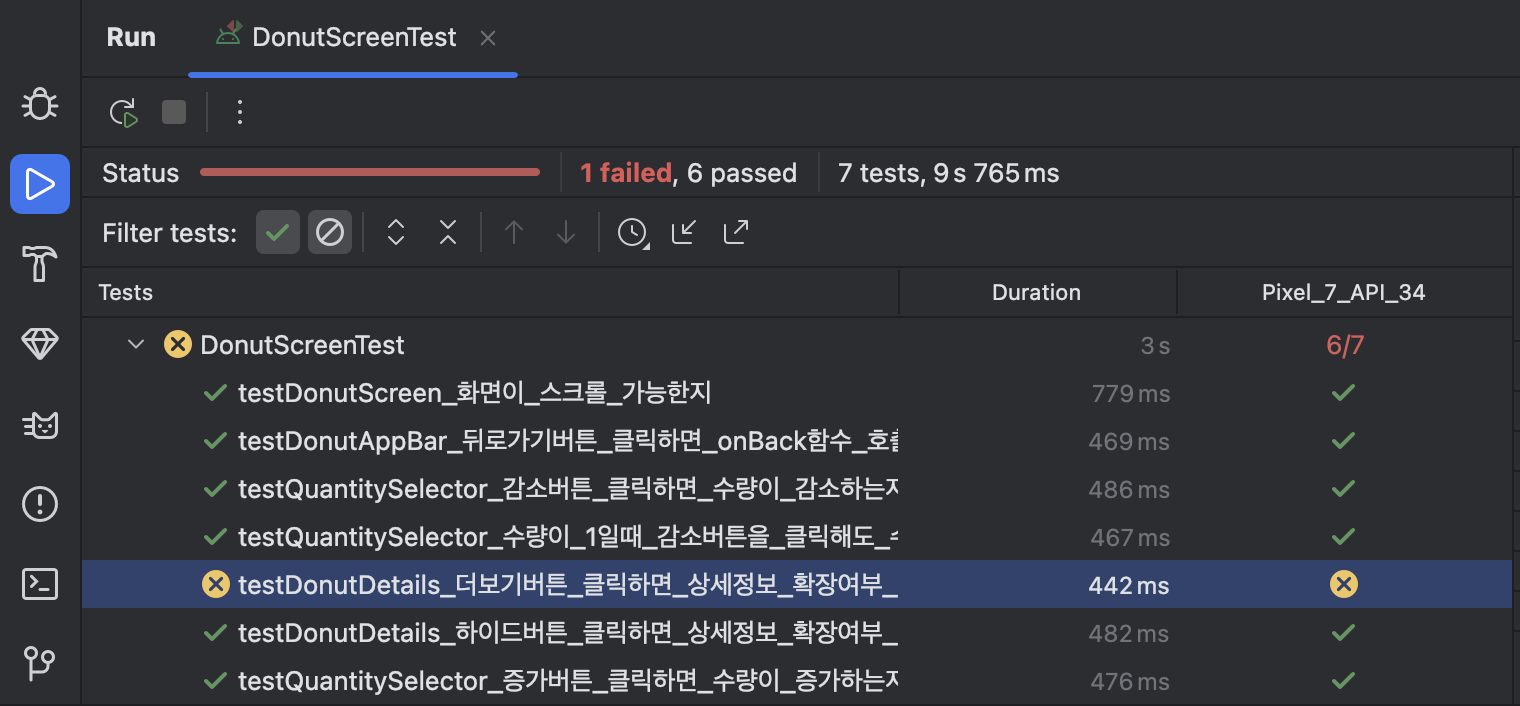 Run DonutScreenTest
Status 1 failed, 6 passed 7 tests, 9 s 765 ms
Filter tests:
Tests Duration Pixel_7_API_34
DonutScreenTest 3 s 6/7
testDonutScreen_화면이_스크롤_가능한지 779 ms
testDonutAppBar_뒤로가기버튼_클릭하면_onBack함수_호출 469 ms
testQuantitySelector_감소버튼_클릭하면_수량이_감소하는지 486 ms
testQuantitySelector_수량이_1일때_감소버튼을_클릭해도_ 467 ms
testDonutDetails_더보기버튼_클릭하면_상세정보_확장여부_ 442 ms
testDonutDetails_하이드버튼_클릭하면_상세정보_확장여부_ 482 ms
testQuantitySelector_증가버튼_클릭하면_수량이_증가하는지 476 ms